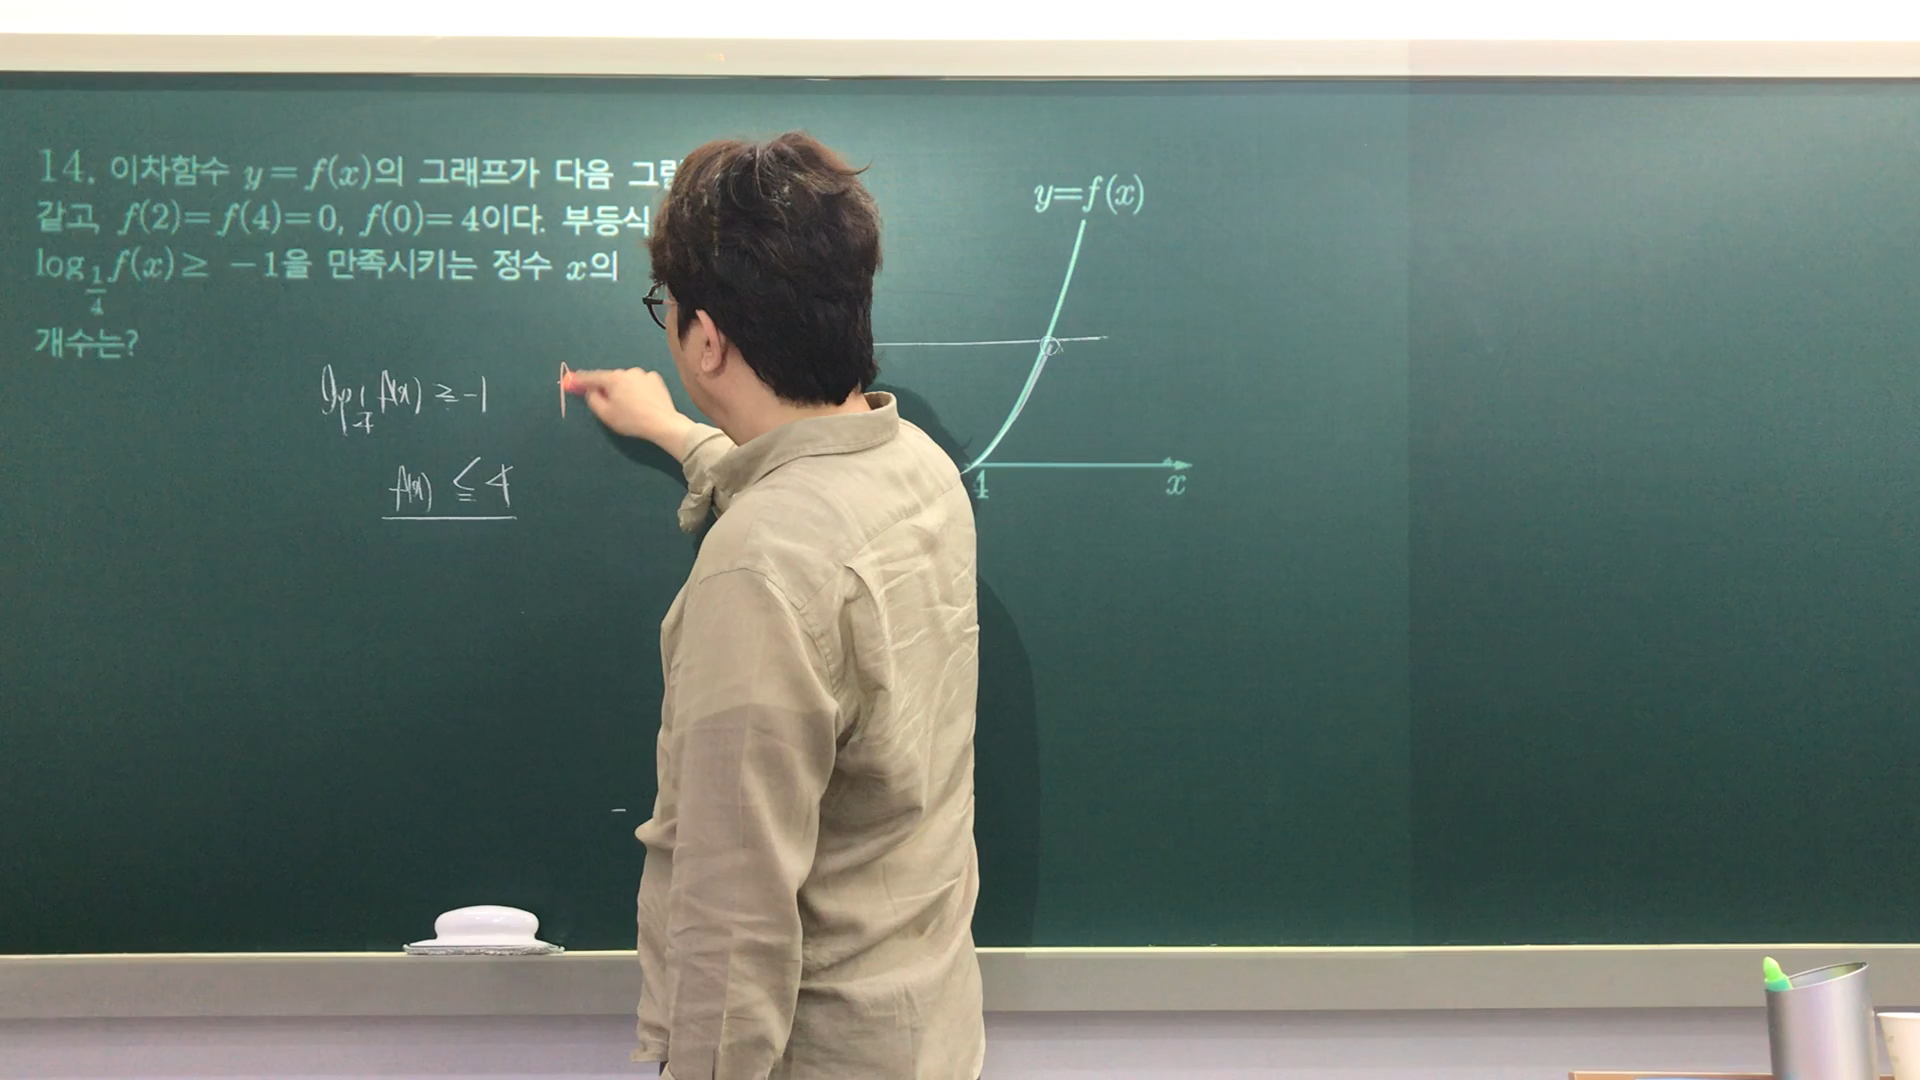 14. 이차함수 y=f(x)의 그래프가 다음
같고, f(2)=f(4)=0, f(0)=4이다. 부등식
log_{1/4} f(x) ≥ -1을 만족시키는 정수 x의
개수는?
log_{1/4} f(x) ≥ -1
f(x) ≤ 4
y=f(x)
4
x